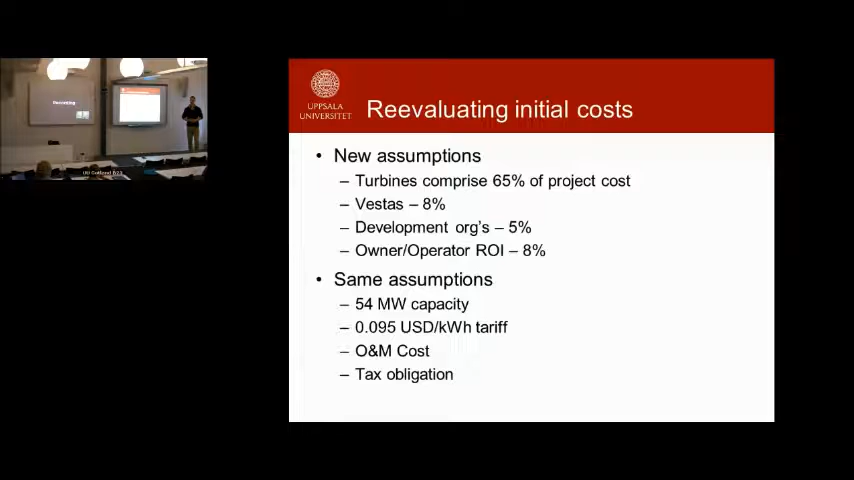 UPPSALA
UNIVERSITET
Reevaluating initial costs
• New assumptions
– Turbines comprise 65% of project cost
– Vestas – 8%
– Development org's – 5%
– Owner/Operator ROI – 8%
• Same assumptions
– 54 MW capacity
– 0.095 USD/kWh tariff
– O&M Cost
– Tax obligation